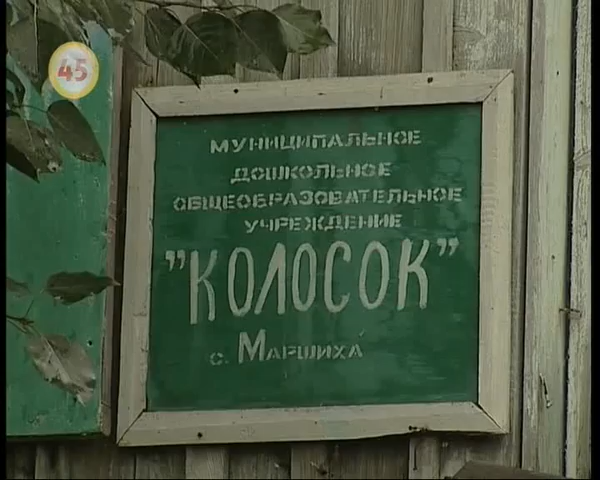 45
МУНИЦИПАЛЬНОЕ
ДОШКОЛЬНОЕ
ОБЩЕОБРАЗОВАТЕЛЬНОЕ
УЧРЕЖДЕНИЕ
"КОЛОСОК"
с. МАРШИХА